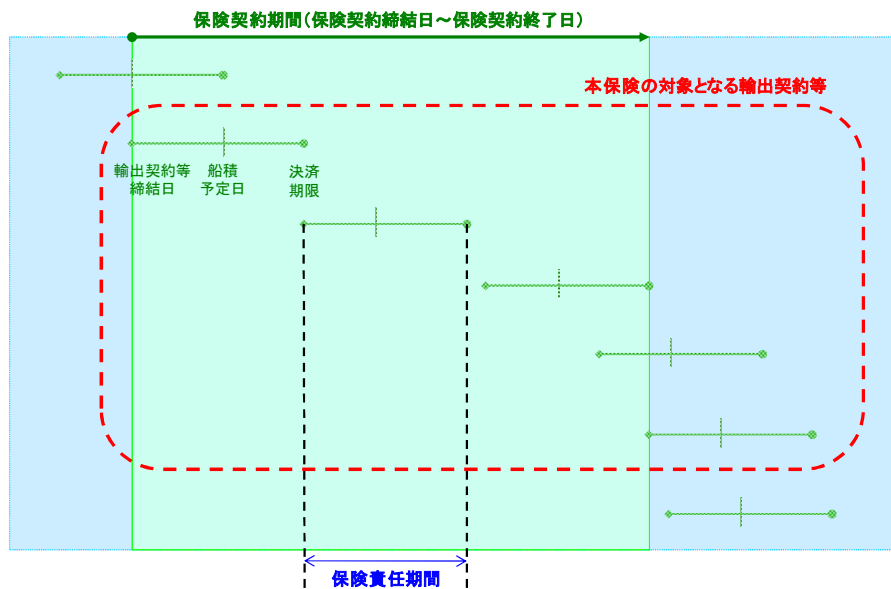 保険契約期間(保険契約締結日～保険契約終了日)
本保険の対象となる輸出契約等
輸出契約等
締結日
船積
予定日
決済
期限
保険責任期間